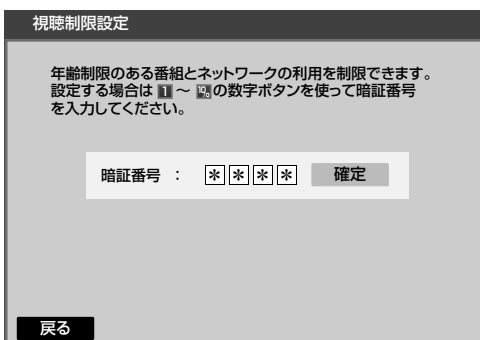 視聴制限設定
年齢制限のある番組とネットワークの利用を制限できます。
設定する場合は 1 ～ 10 の数字ボタンを使って暗証番号
を入力してください。
暗証番号 ： ＊ ＊ ＊ ＊ 確定
戻る